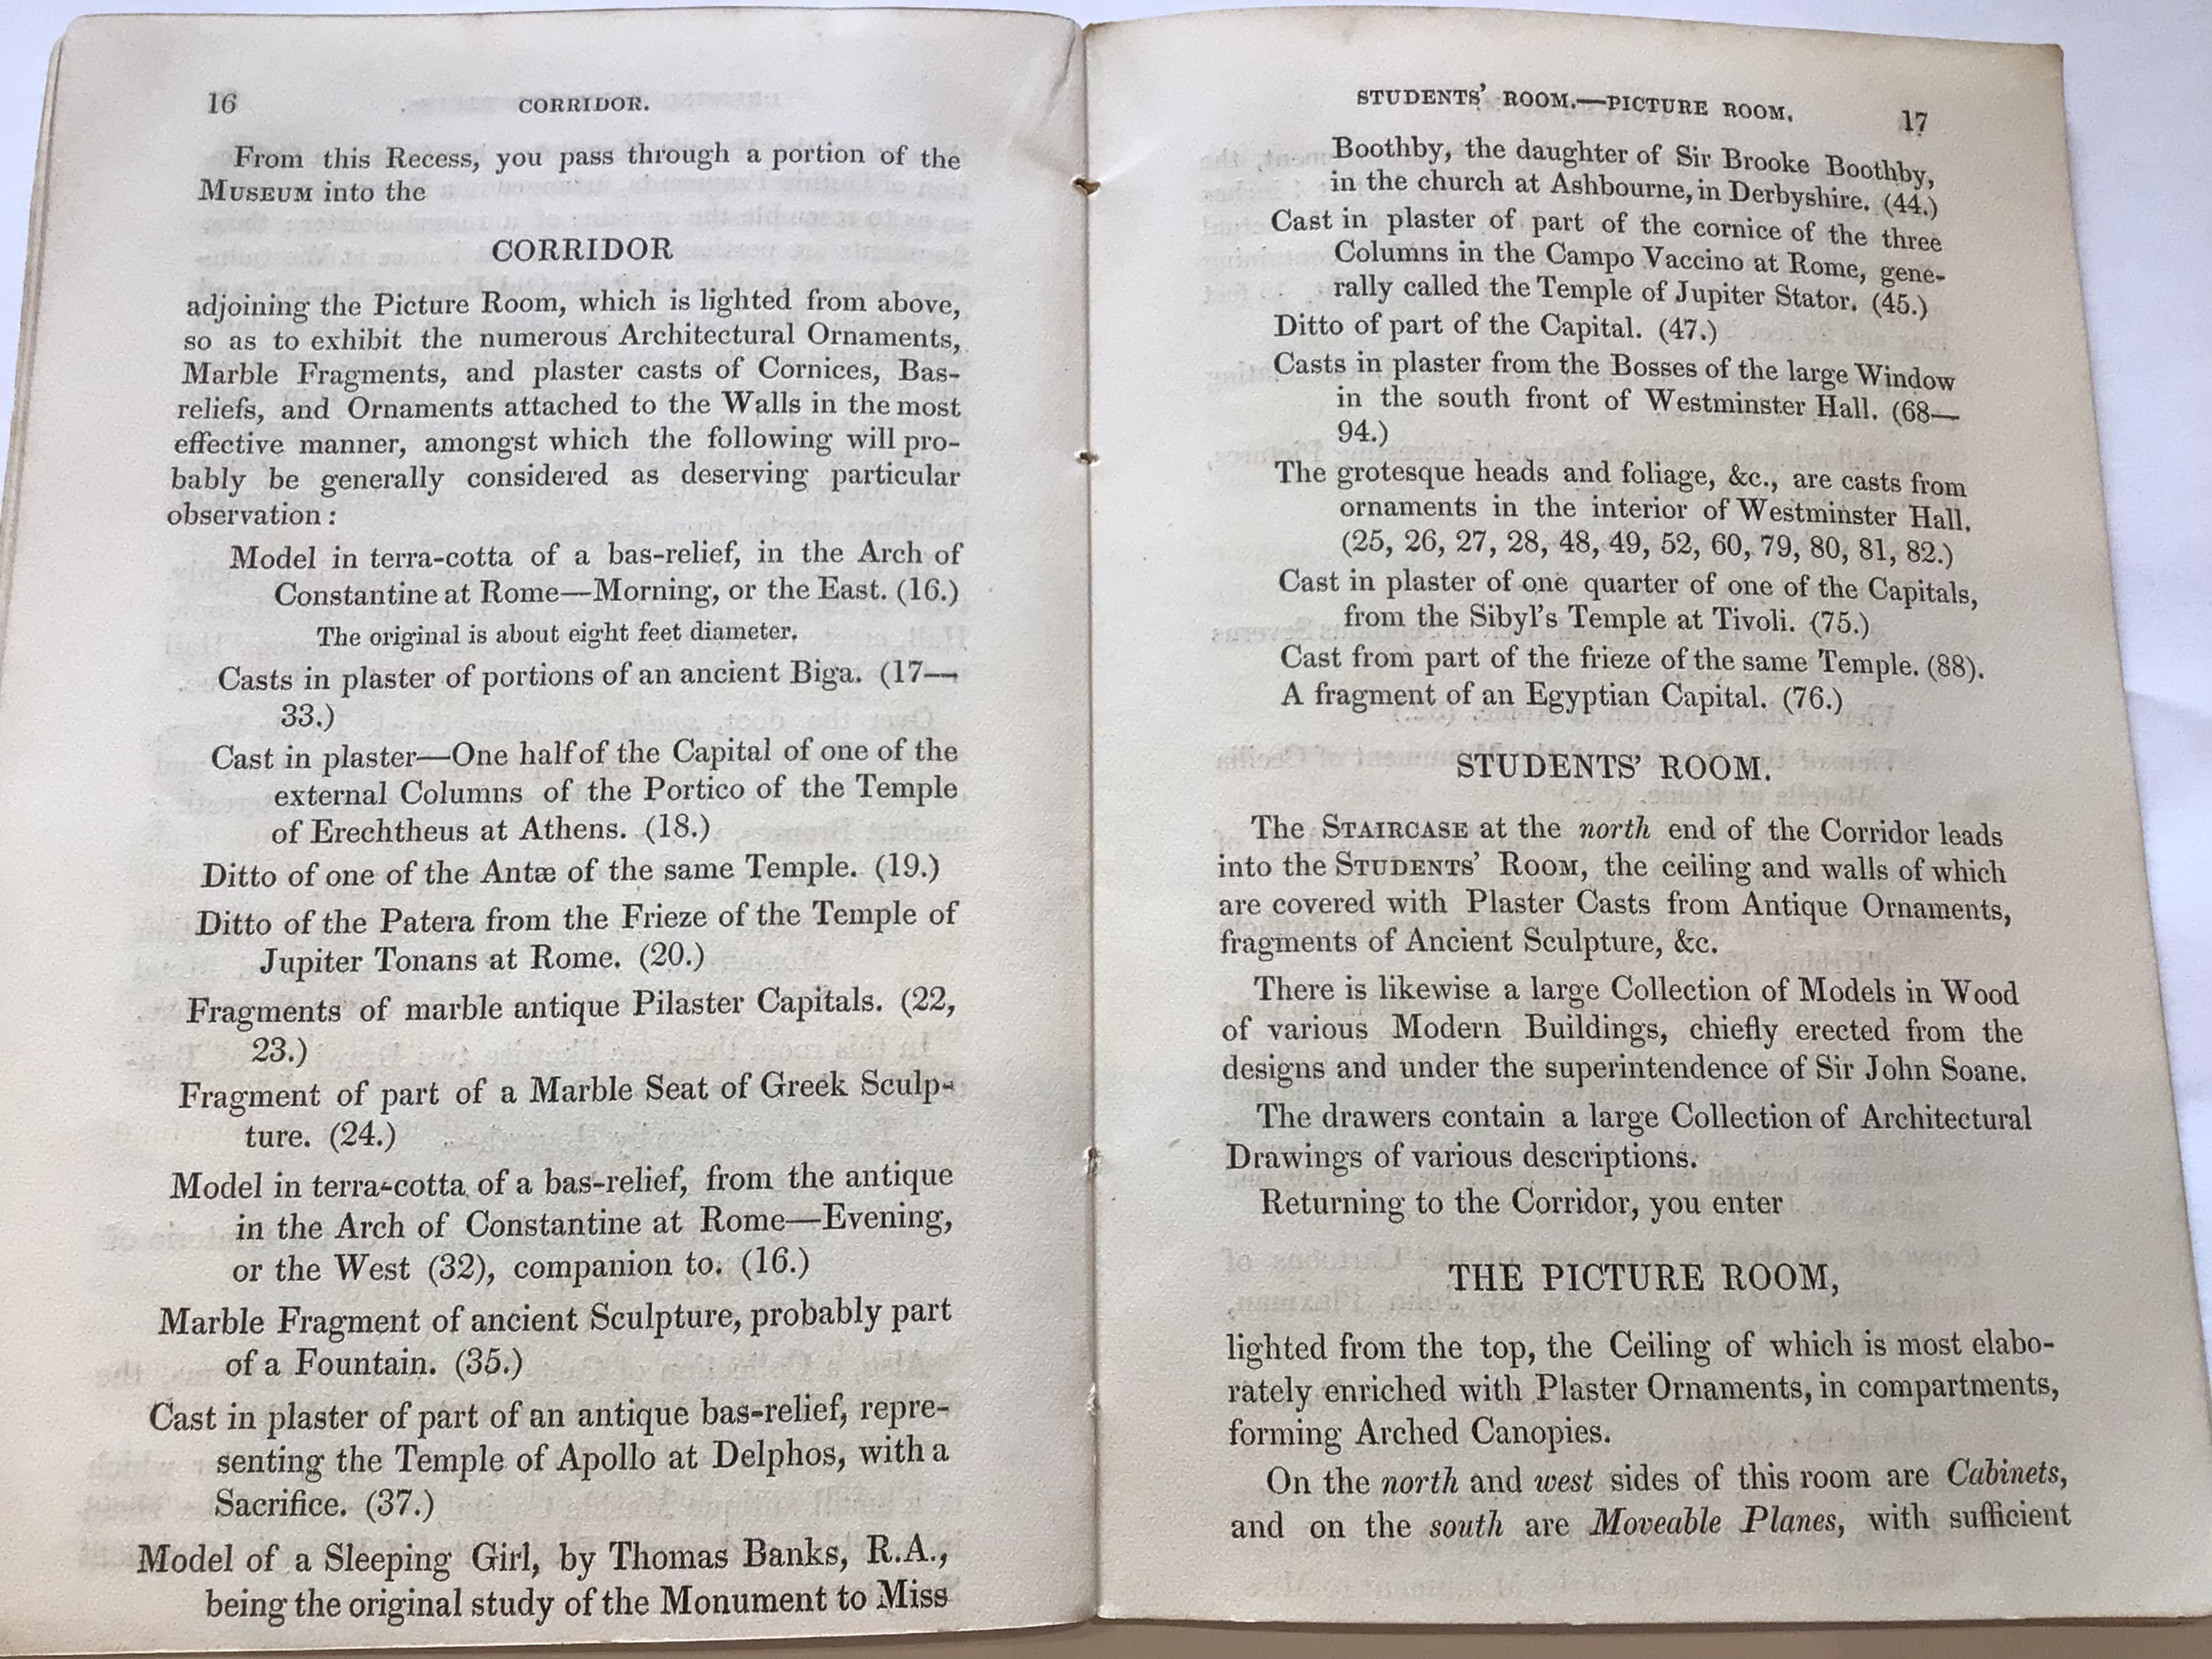 16
CORRIDOR.
From this Recess, you pass through a portion of the
MUSEUM into the
CORRIDOR
adjoining the Picture Room, which is lighted from above,
so as to exhibit the numerous Architectural Ornaments,
Marble Fragments, and plaster casts of Cornices, Bas-
reliefs, and Ornaments attached to the Walls in the most
effective manner, amongst which the following will pro-
bably be generally considered as deserving particular
observation:
Model in terra-cotta of a bas-relief, in the Arch of
Constantine at Rome—Morning, or the East. (16.)
The original is about eight feet diameter.
Casts in plaster of portions of an ancient Biga. (17—
33.)
Cast in plaster—One half of the Capital of one of the
external Columns of the Portico of the Temple
of Erechtheus at Athens. (18.)
Ditto of one of the Antæ of the same Temple. (19.)
Ditto of the Patera from the Frieze of the Temple of
Jupiter Tonans at Rome. (20.)
Fragments of marble antique Pilaster Capitals. (22,
23.)
Fragment of part of a Marble Seat of Greek Sculp-
ture. (24.)
Model in terra-cotta of a bas-relief, from the antique
in the Arch of Constantine at Rome—Evening,
or the West (32), companion to. (16.)
Marble Fragment of ancient Sculpture, probably part
of a Fountain. (35.)
Cast in plaster of part of an antique bas-relief, repre-
senting the Temple of Apollo at Delphos, with a
Sacrifice. (37.)
Model of a Sleeping Girl, by Thomas Banks, R.A.,
being the original study of the Monument to Miss
STUDENTS' ROOM.—PICTURE ROOM.
17
Boothby, the daughter of Sir Brooke Boothby,
in the church at Ashbourne, in Derbyshire. (44.)
Cast in plaster of part of the cornice of the three
Columns in the Campo Vaccino at Rome, gene-
rally called the Temple of Jupiter Stator. (45.)
Ditto of part of the Capital. (47.)
Casts in plaster from the Bosses of the large Window
in the south front of Westminster Hall. (68—
94.)
The grotesque heads and foliage, &c., are casts from
ornaments in the interior of Westminster Hall.
(25, 26, 27, 28, 48, 49, 52, 60, 79, 80, 81, 82.)
Cast in plaster of one quarter of one of the Capitals,
from the Sibyl's Temple at Tivoli. (75.)
Cast from part of the frieze of the same Temple. (88).
A fragment of an Egyptian Capital. (76.)
STUDENTS' ROOM.
The STAIRCASE at the north end of the Corridor leads
into the STUDENTS' ROOM, the ceiling and walls of which
are covered with Plaster Casts from Antique Ornaments,
fragments of Ancient Sculpture, &c.
There is likewise a large Collection of Models in Wood
of various Modern Buildings, chiefly erected from the
designs and under the superintendence of Sir John Soane.
The drawers contain a large Collection of Architectural
Drawings of various descriptions.
Returning to the Corridor, you enter
THE PICTURE ROOM,
lighted from the top, the Ceiling of which is most elabo-
rately enriched with Plaster Ornaments, in compartments,
forming Arched Canopies.
On the north and west sides of this room are Cabinets,
and on the south are Moveable Planes, with sufficient